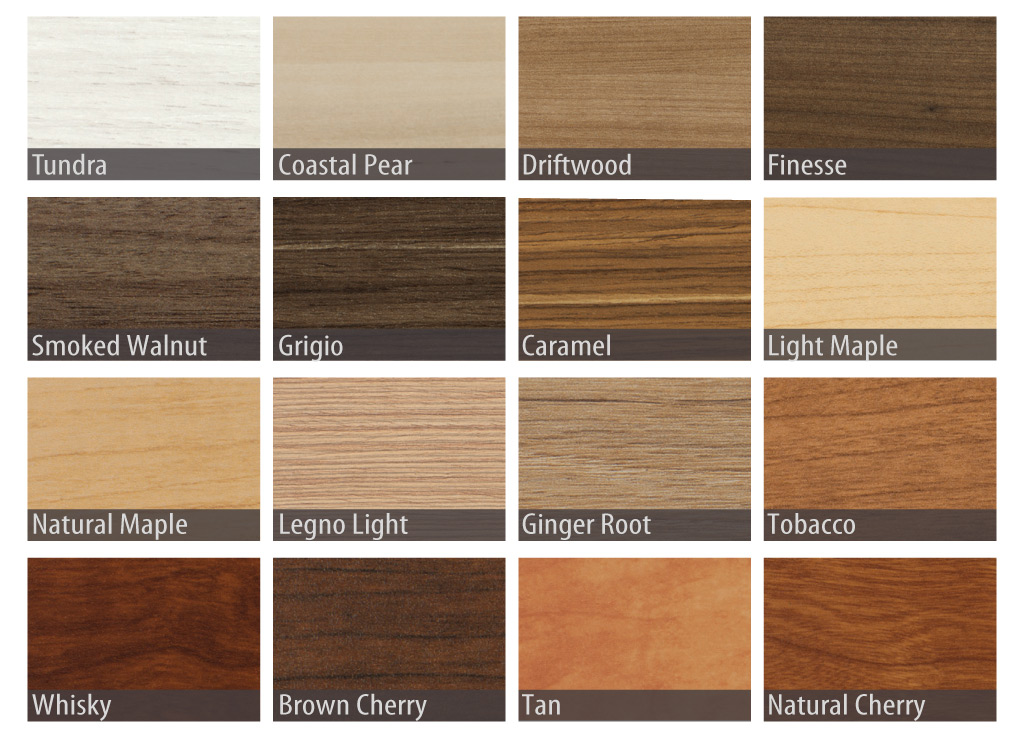 Tundra
Coastal Pear
Driftwood
Finesse
Smoked Walnut
Grigio
Caramel
Light Maple
Natural Maple
Legno Light
Ginger Root
Tobacco
Whisky
Brown Cherry
Tan
Natural Cherry